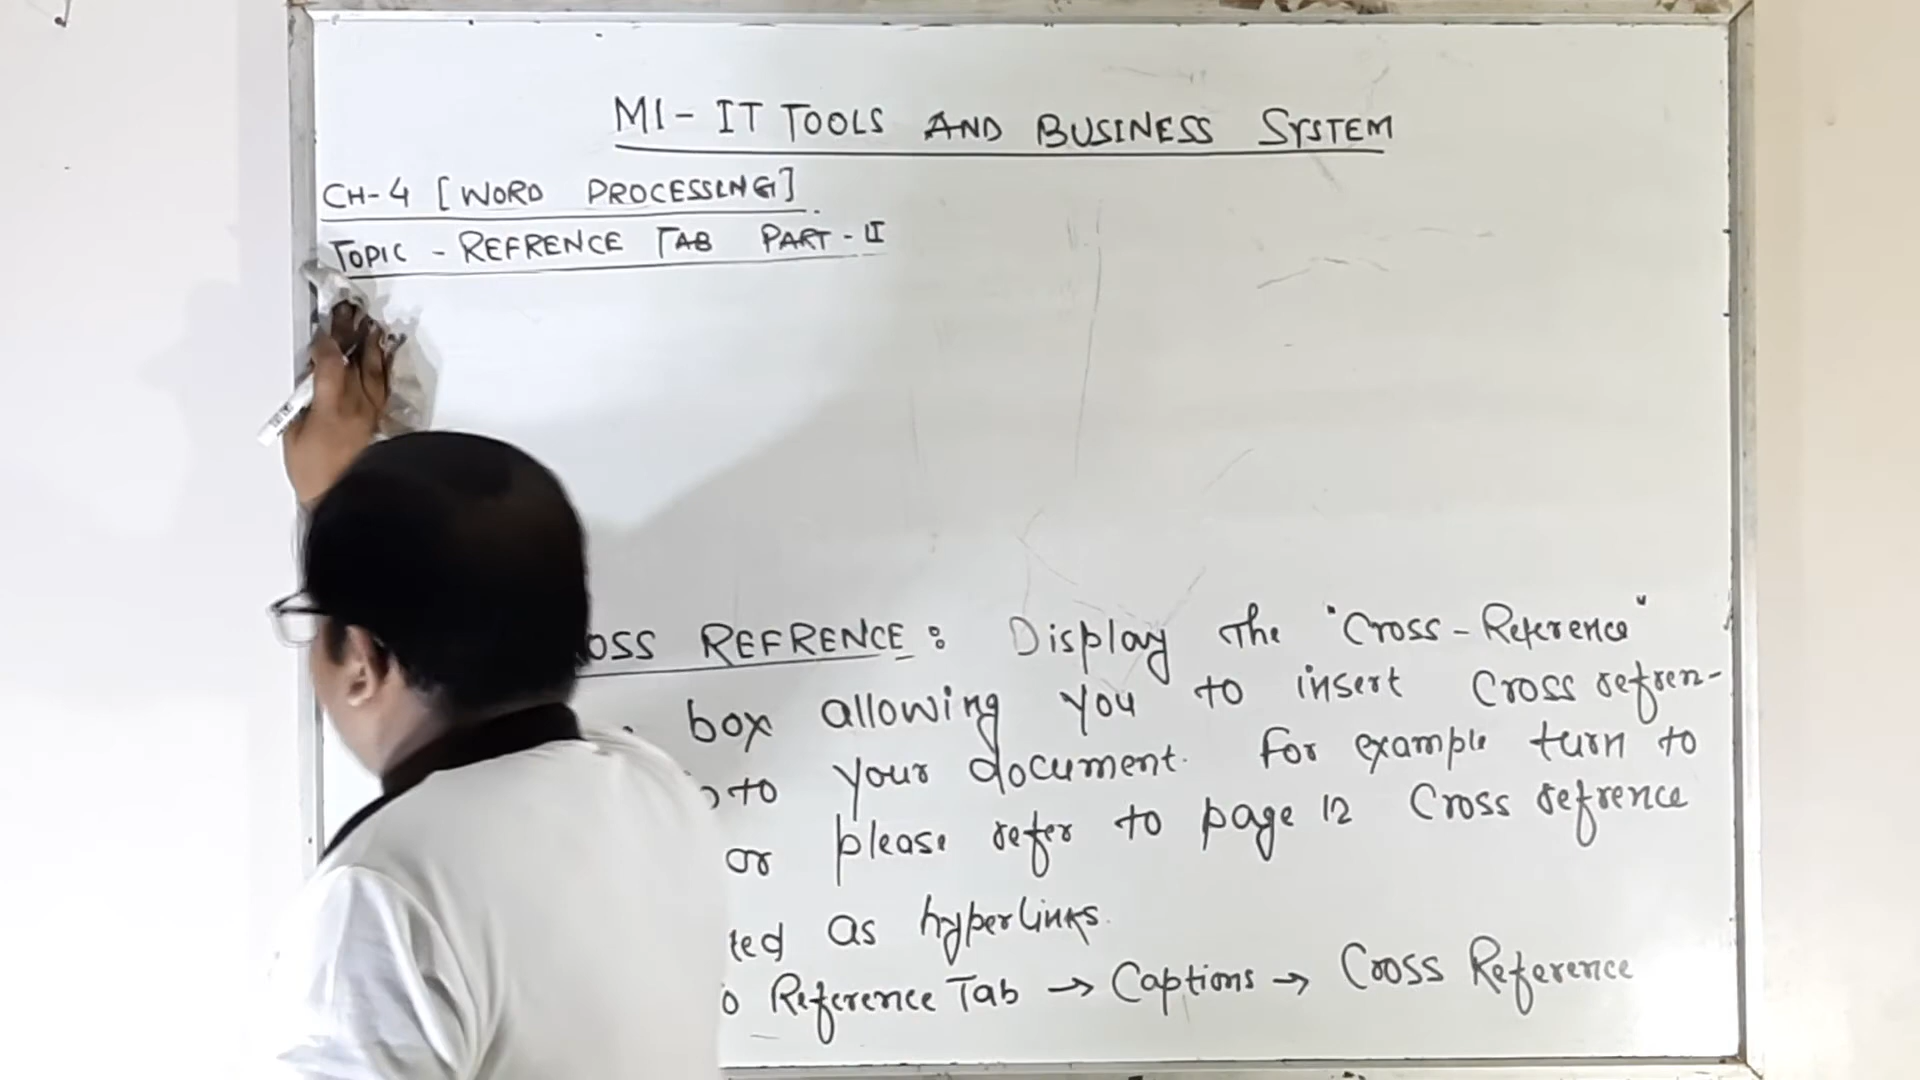 M1 - IT TOOLS AND BUSINESS SYSTEM
CH-4 [WORD PROCESSING]
TOPIC - REFRENCE TAB PART - II
OSS REFRENCE : Display The "Cross - Reference"
box allowing you to insert Cross refren-
to your document. For example turn to
or please refer to page 12 Cross refrence
ted as hyperlinks.
o Reference Tab → Captions → Cross Reference